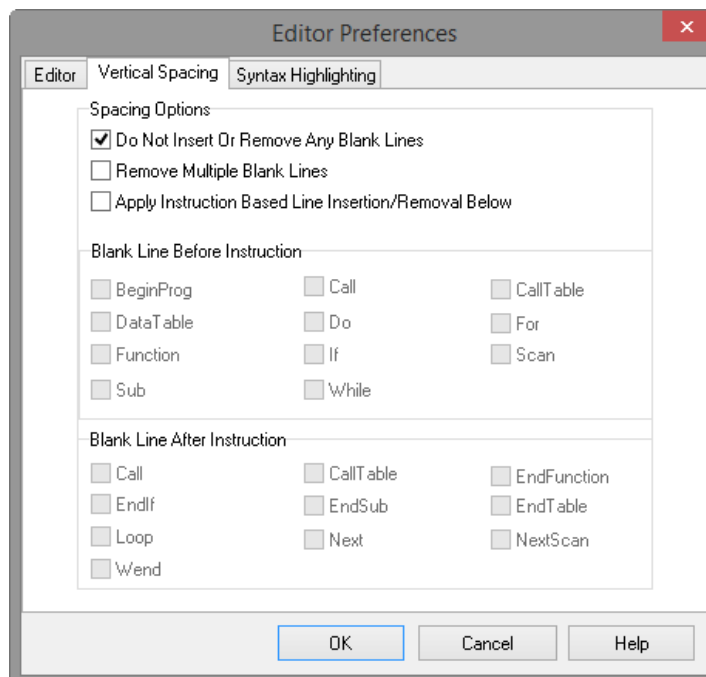 Editor Preferences
Editor Vertical Spacing Syntax Highlighting
Spacing Options
Do Not Insert Or Remove Any Blank Lines
Remove Multiple Blank Lines
Apply Instruction Based Line Insertion/Removal Below
Blank Line Before Instruction
BeginProg Call CallTable
DataTable Do For
Function If Scan
Sub While
Blank Line After Instruction
Call CallTable EndFunction
EndIf EndSub EndTable
Loop Next NextScan
Wend
OK Cancel Help